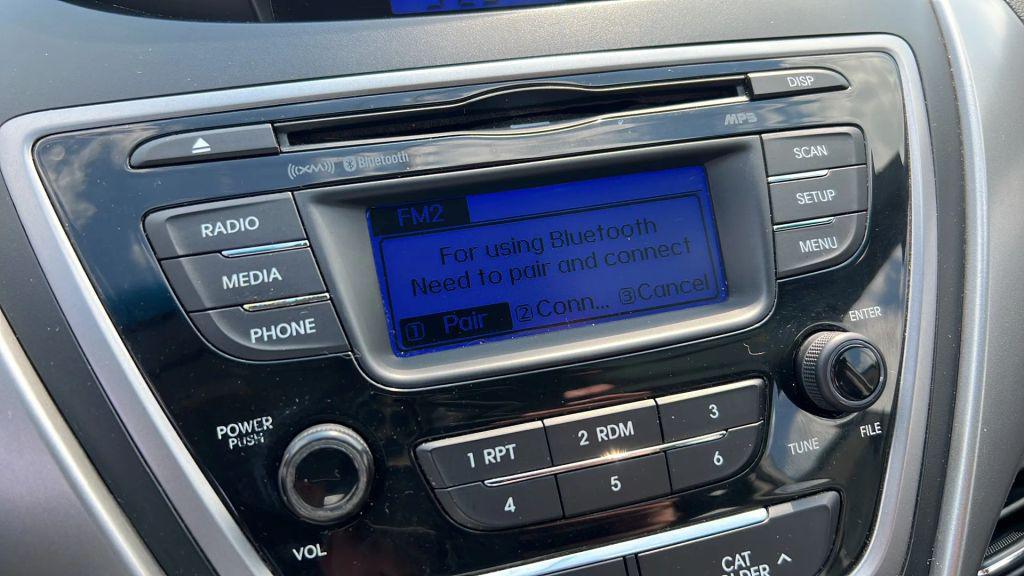 DISP
MP3
((XM)) Bluetooth
SCAN
SETUP
MENU
RADIO
MEDIA
PHONE
FM2
For using Bluetooth
Need to pair and connect
1 Pair 2 Conn... 3 Cancel
ENTER
TUNE
FILE
POWER
PUSH
VOL
1 RPT
2 RDM
3
4
5
6
CAT